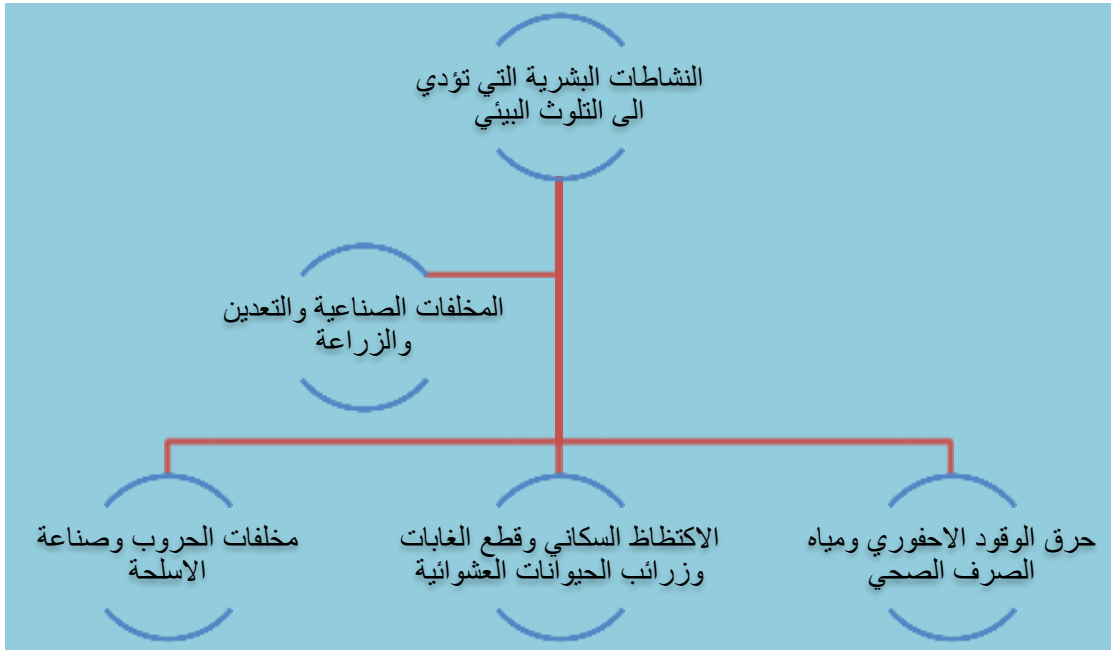 النشاطات البشرية التي تؤدي
الى التلوث البيئي
المخلفات الصناعية والتعدين
والزراعة
حرق الوقود الاحفوري ومياه
الصرف الصحي
الاكتظاظ السكاني وقطع الغابات
وزرائب الحيوانات العشوائية
مخلفات الحروب وصناعة
الاسلحة